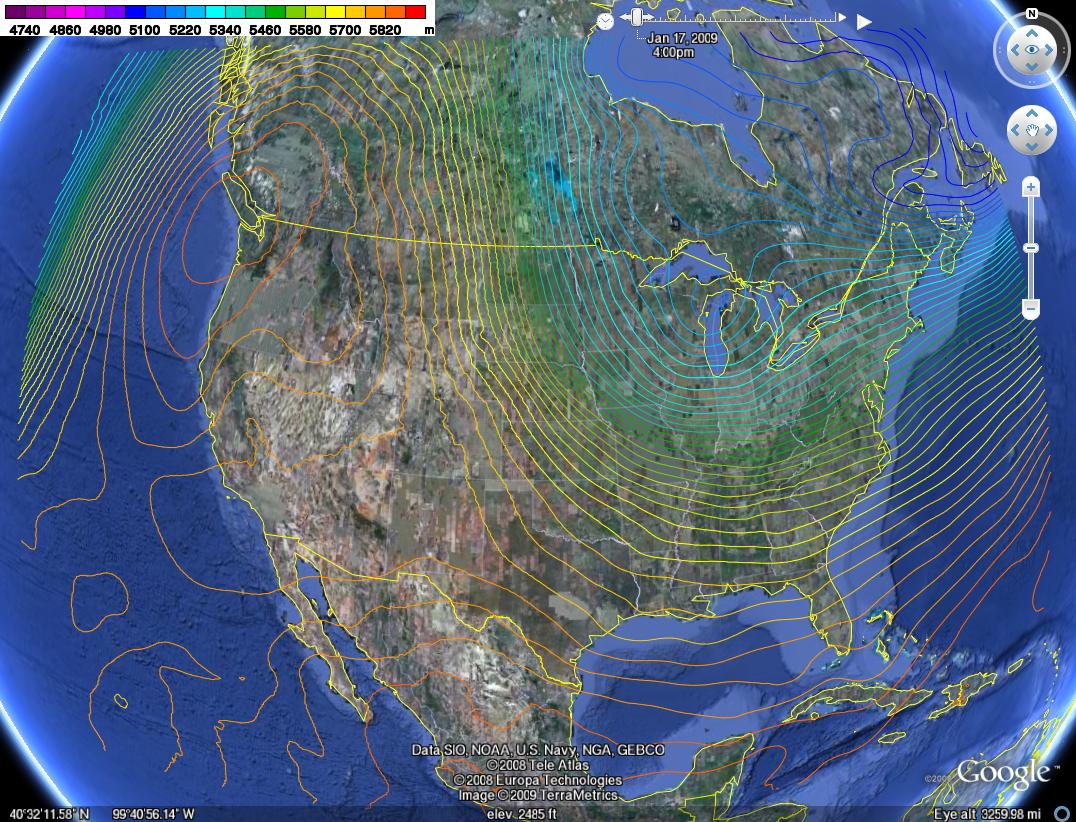 4740 4860 4980 5100 5220 5340 5460 5580 5700 5820 m
N
Jan 17, 2009
4:00pm
Data SIO, NOAA, U.S. Navy, NGA, GEBCO
©2008 Tele Atlas
©2008 Europa Technologies
Image ©2009 TerraMetrics
©2009 Google™
40°32'11.58" N 99°40'56.14" W elev 2485 ft Eye alt 3259.98 mi